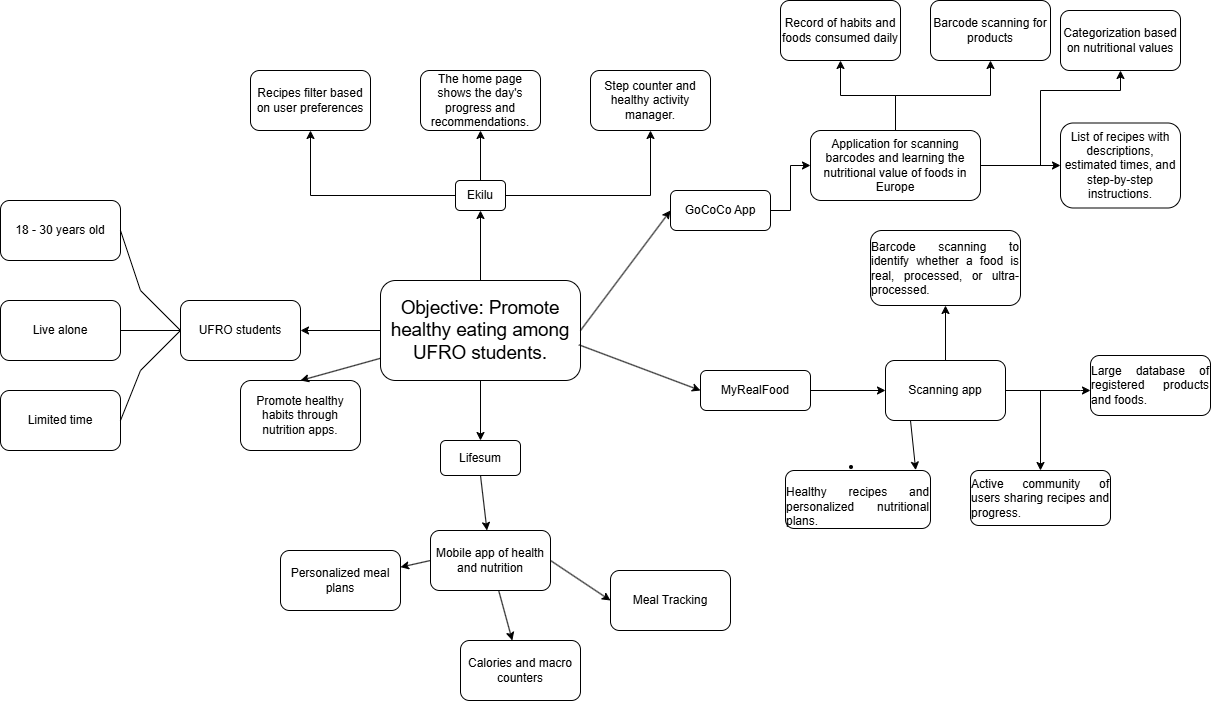 Record of habits and
foods consumed daily
Barcode scanning for
products
Categorization based
on nutritional values
Recipes filter based
on user preferences
The home page
shows the day's
progress and
recommendations.
Step counter and
healthy activity
manager.
Application for scanning
barcodes and learning the
nutritional value of foods in
Europe
List of recipes with
descriptions,
estimated times, and
step-by-step
instructions.
Ekilu
GoCoCo App
18 - 30 years old
Barcode scanning to
identify whether a food is
real, processed, or ultra-
processed.
Live alone
UFRO students
Objective: Promote
healthy eating among
UFRO students.
MyRealFood
Scanning app
Large database of
registered products
and foods.
Limited time
Promote healthy
habits through
nutrition apps.
Lifesum
Healthy recipes and
personalized nutritional
plans.
Active community of
users sharing recipes and
progress.
Mobile app of health
and nutrition
Personalized meal
plans
Meal Tracking
Calories and macro
counters